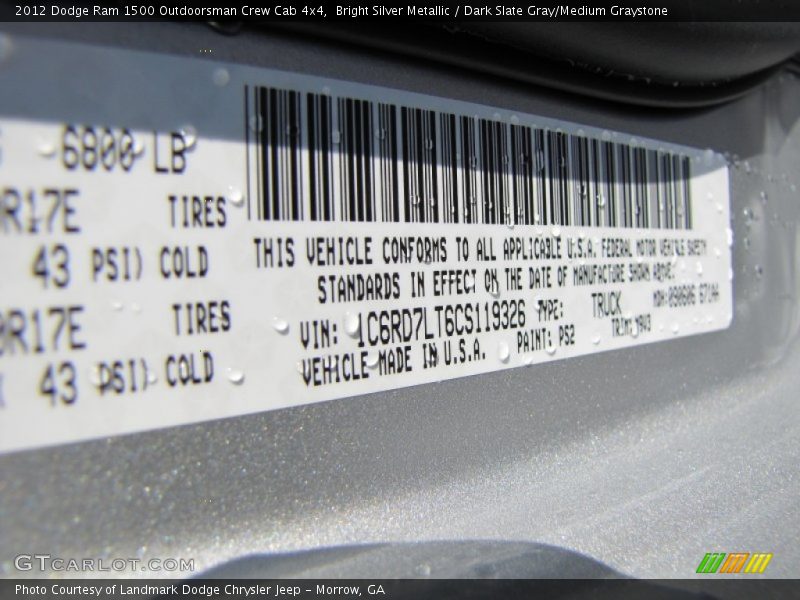 2012 Dodge Ram 1500 Outdoorsman Crew Cab 4x4, Bright Silver Metallic / Dark Slate Gray/Medium Graystone
6800 LB
R17E TIRES
43 PSI) COLD
R17E TIRES
43 PSI) COLD
THIS VEHICLE CONFORMS TO ALL APPLICABLE U.S.A. FEDERAL MOTOR VEHICLE SAFETY
STANDARDS IN EFFECT ON THE DATE OF MANUFACTURE SHOWN ABOVE.
VIN: 1C6RD7LT6CS119326 TYPE: TRUCK
VEHICLE MADE IN U.S.A. PAINT: PS2
GTCarLot.com
Photo Courtesy of Landmark Dodge Chrysler Jeep - Morrow, GA